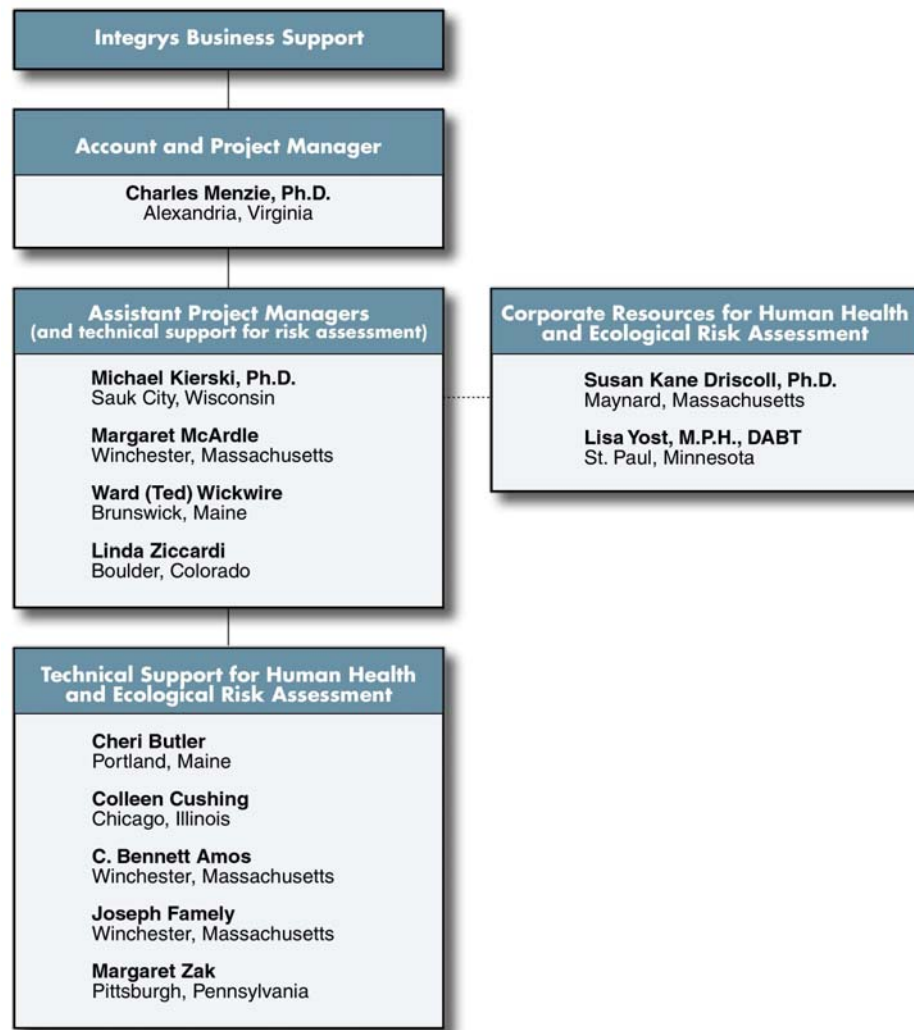 Integrys Business Support
Account and Project Manager
Charles Menzie, Ph.D.
Alexandria, Virginia
Assistant Project Managers
(and technical support for risk assessment)
Michael Kierski, Ph.D.
Sauk City, Wisconsin
Margaret McArdle
Winchester, Massachusetts
Ward (Ted) Wickwire
Brunswick, Maine
Linda Ziccardi
Boulder, Colorado
Corporate Resources for Human Health
and Ecological Risk Assessment
Susan Kane Driscoll, Ph.D.
Maynard, Massachusetts
Lisa Yost, M.P.H., DABT
St. Paul, Minnesota
Technical Support for Human Health
and Ecological Risk Assessment
Cheri Butler
Portland, Maine
Colleen Cushing
Chicago, Illinois
C. Bennett Amos
Winchester, Massachusetts
Joseph Famely
Winchester, Massachusetts
Margaret Zak
Pittsburgh, Pennsylvania